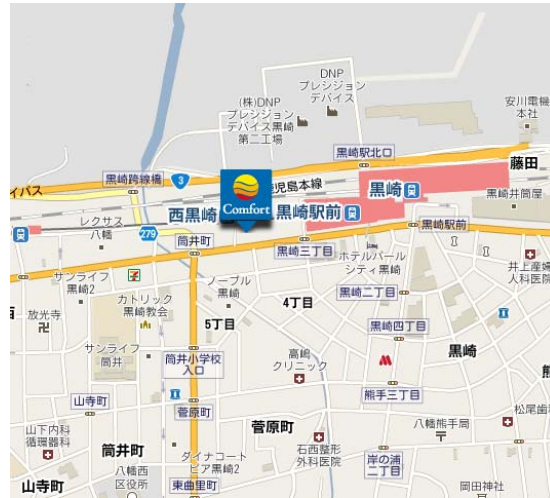 DNP
プレシジョン
デバイス
(株)DNP
プレシジョン
デバイス黒崎
第二工場
安川電機
本社
黒崎駅北口
藤田
黒崎跨線橋
3
イパス
鹿児島本線
黒崎
黒崎井筒屋
西黒崎
Comfort
黒崎駅前
黒崎駅前
レクサス
八幡
279
筒井町
黒崎三丁目
ホテルパール
シティ黒崎
井上産婦
人科医院
サンライフ
黒崎2
カトリック
黒崎教会
ノーブル
黒崎
4丁目
黒崎二丁目
放光寺
5丁目
黒崎四丁目
サンライフ
筒井
筒井小学校
入口
高嶋
クリニック
黒崎
熊
山寺町
菅原町
熊手三丁目
松尾歯科
山下内科
循環器科
筒井町
菅原町
八幡熊手局
八幡西
区役所
ダイナコート
ピア黒崎2
石西整形
外科医院
岸の浦
二丁目
山寺町
東曲里町
岡田神社